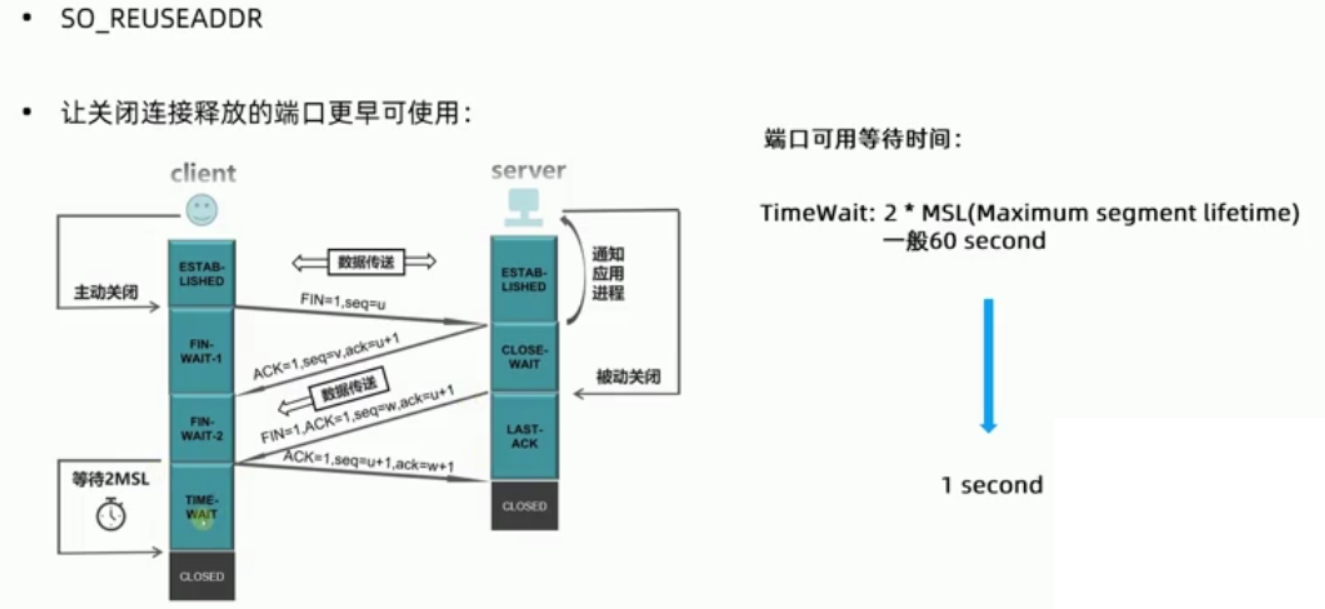 • SO_REUSEADDR
• 让关闭连接释放的端口更早可使用：
client
server
主动关闭
ESTAB-
LISHED
数据传送
ESTAB-
LISHED
通知
应用
进程
FIN=1,seq=u
FIN-
WAIT-1
ACK=1,seq=v,ack=u+1
CLOSE-
WAIT
被动关闭
数据传送
FIN-
WAIT-2
FIN=1,ACK=1,seq=w,ack=u+1
LAST-
ACK
ACK=1,seq=u+1,ack=w+1
等待2MSL
TIME-
WAIT
CLOSED
CLOSED
端口可用等待时间：
TimeWait: 2 * MSL(Maximum segment lifetime)
一般60 second
1 second